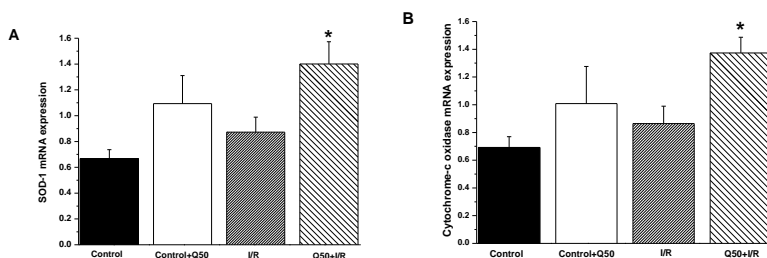 A
SOD-1 mRNA expression
1.6
1.4
1.2
1.0
0.8
0.6
0.4
0.2
0.0
*
Control
Control+Q50
I/R
Q50+I/R
B
Cytochrome-c oxidase mRNA expression
1.6
1.4
1.2
1.0
0.8
0.6
0.4
0.2
0.0
*
Control
Control+Q50
I/R
Q50+I/R